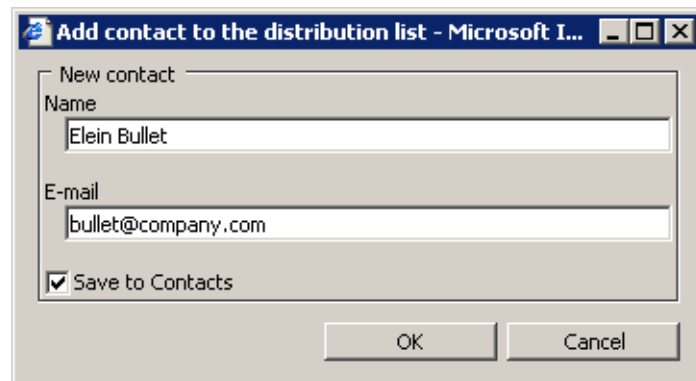 Add contact to the distribution list - Microsoft I...
New contact
Name
Elein Bullet
E-mail
bullet@company.com
Save to Contacts
OK Cancel